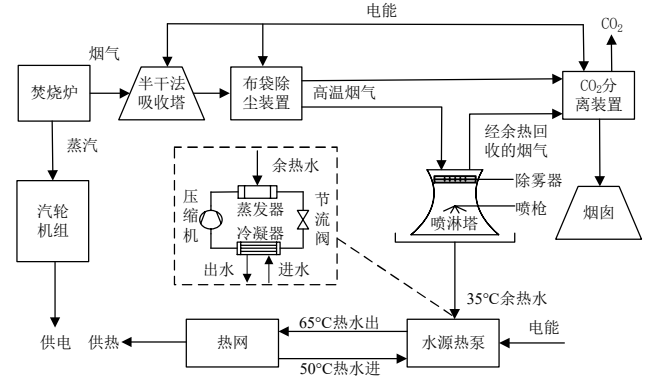 电能
CO₂
烟气
焚烧炉
半干法
吸收塔
布袋除
尘装置
高温烟气
CO₂分
离装置
经余热回
收的烟气
蒸汽
余热水
除雾器
汽轮
机组
压缩机
蒸发器
节流阀
喷枪
喷淋塔
烟囱
冷凝器
出水
进水
35℃余热水
65℃热水出
电能
供电
供热
热网
水源热泵
50℃热水进